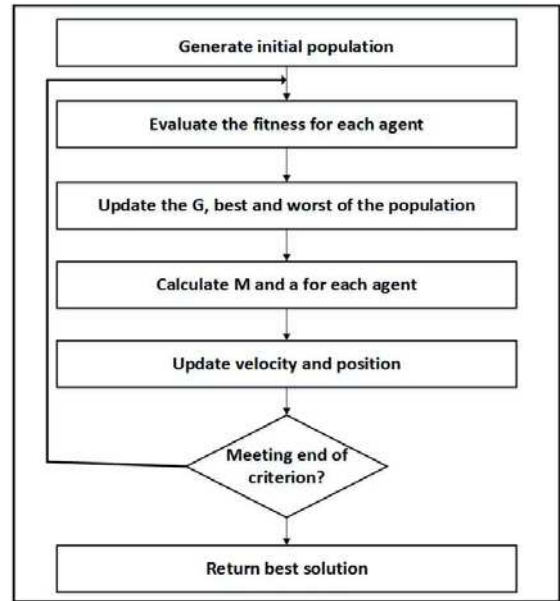 Generate initial population
Evaluate the fitness for each agent
Update the G, best and worst of the population
Calculate M and a for each agent
Update velocity and position
Meeting end of
criterion?
Return best solution